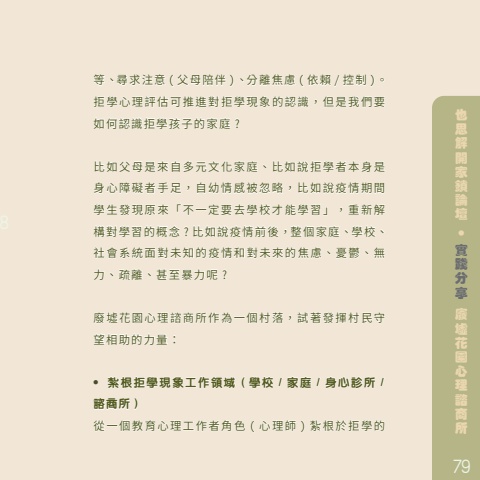 等、尋求注意(父母陪伴)、分離焦慮(依賴/控制)。
拒學心理評估可推進對拒學現象的認識，但是我們要
如何認識拒學孩子的家庭？
比如父母是來自多元文化家庭、比如說拒學者本身是
身心障礙者手足，自幼情感被忽略，比如說疫情期間
學生發現原來「不一定要去學校才能學習」，重新解
構對學習的概念？比如說疫情前後，整個家庭、學校、
社會系統面對未知的疫情和對未來的焦慮、憂鬱、無
力、疏離、甚至暴力呢？
廢墟花園心理諮商所作為一個村落，試著發揮村民守
望相助的力量：
• 紮根拒學現象工作領域（學校/家庭/身心診所/
諮商所）
從一個教育心理工作者角色(心理師)紮根於拒學的
也思解悶家頭論壇 • 實踐分享 廢墟花園心理諮商所
79
8